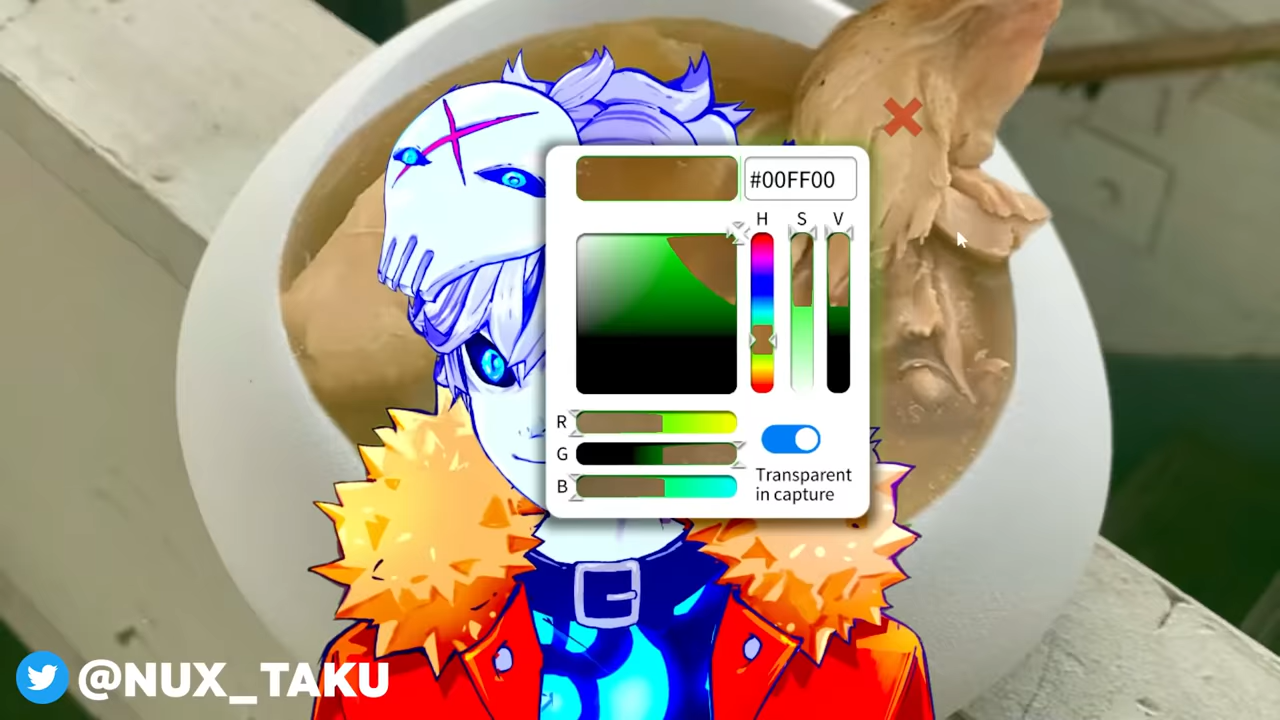 #00FF00
H S V
R
G
B
Transparent
in capture
@NUX_TAKU